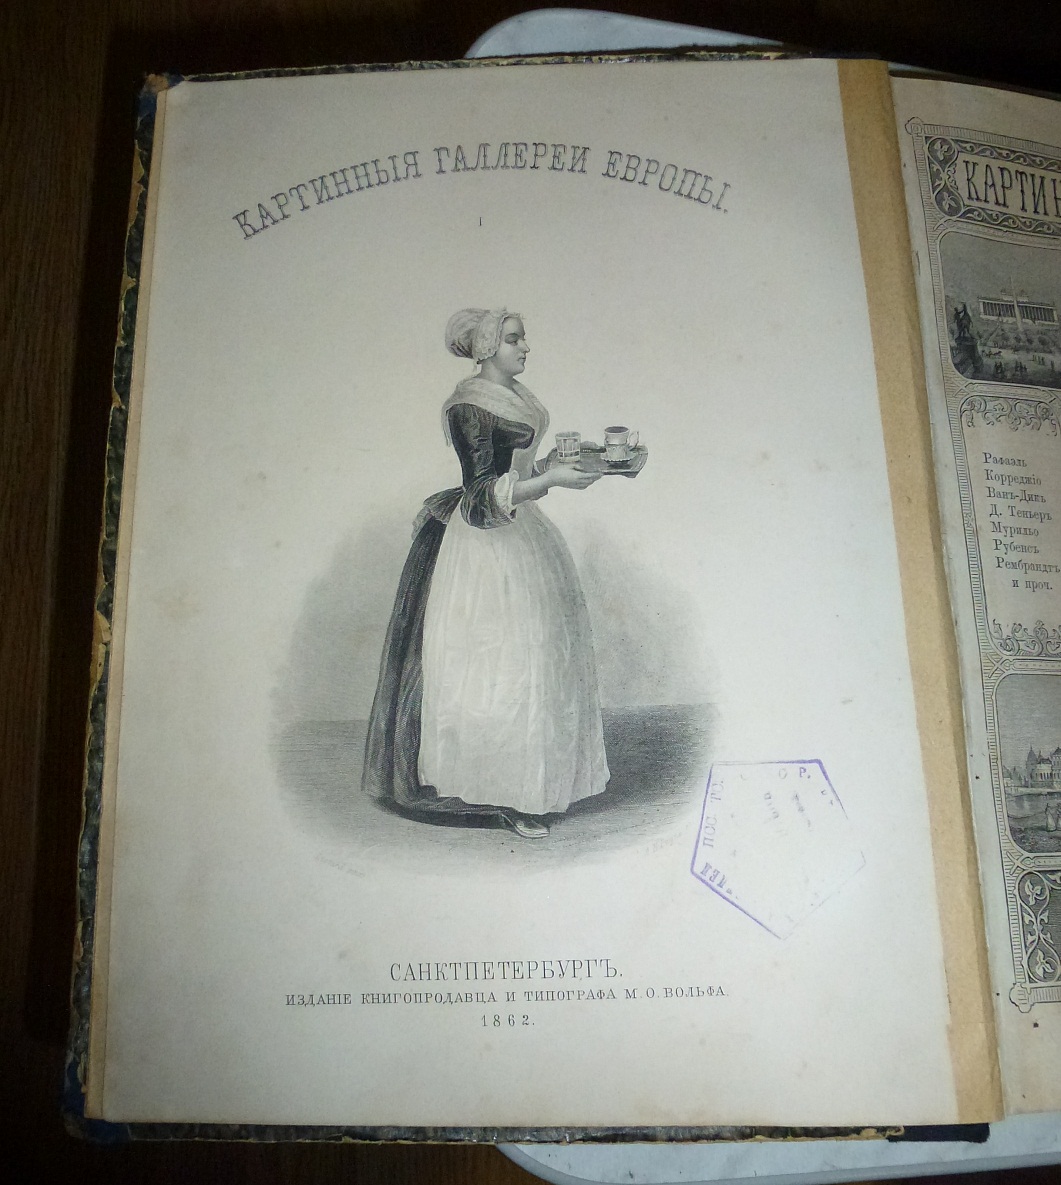 КАРТИННЫЯ ГАЛЛЕРЕИ ЕВРОПЫ.
I
САНКТПЕТЕРБУРГЪ.
ИЗДАНІЕ КНИГОПРОДАВЦА И ТИПОГРАФА М. О. ВОЛЬФА.
1862.
КАРТИН
Рафаэль
Корреджіо
Ванъ-Дикъ
Д. Теньеръ
Мурильо
Рубенсъ
Рембрандтъ
и проч.